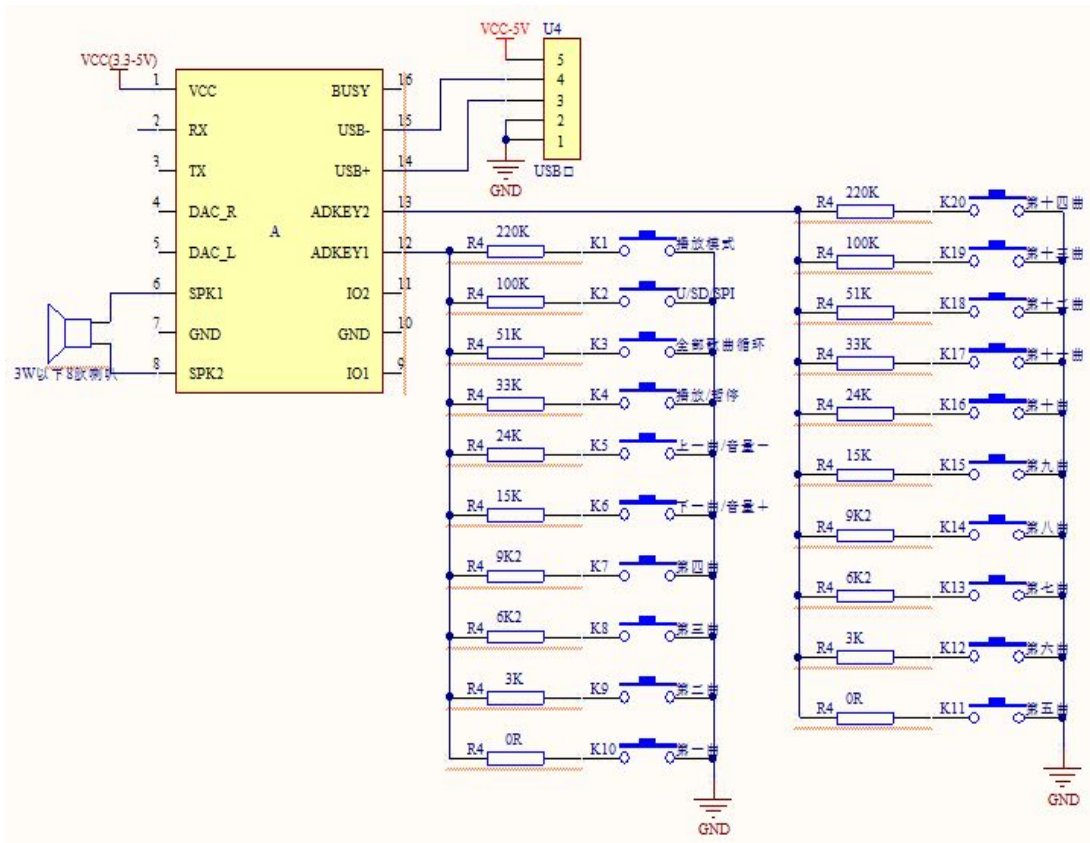 VCC-5V
U4
VCC(3.3-5V)
1
VCC
BUSY
16
2
RX
USB-
15
3
TX
USB+
14
4
DAC_R
ADKEY2
13
5
DAC_L
ADKEY1
12
6
SPK1
IO2
11
7
GND
GND
10
8
SPK2
IO1
9
A
3W以下8欧喇叭
5
4
3
2
1
USB口
GND
R4 220K K1 播放模式
R4 100K K2 U/SD/SPI
R4 51K K3 全部歌曲循环
R4 33K K4 播放/暂停
R4 24K K5 上一曲/音量－
R4 15K K6 下一曲/音量＋
R4 9K2 K7 第四曲
R4 6K2 K8 第三曲
R4 3K K9 第二曲
R4 0R K10 第一曲
GND
R4 220K K20 第十四曲
R4 100K K19 第十三曲
R4 51K K18 第十二曲
R4 33K K17 第十一曲
R4 24K K16 第十曲
R4 15K K15 第九曲
R4 9K2 K14 第八曲
R4 6K2 K13 第七曲
R4 3K K12 第六曲
R4 0R K11 第五曲
GND